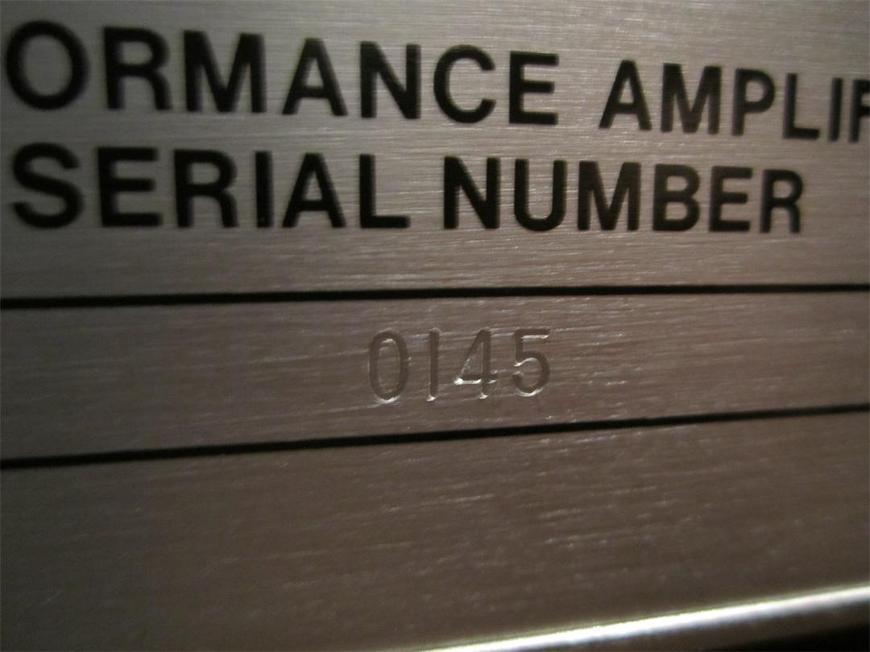 ORMANCE AMPLIF
SERIAL NUMBER
0145